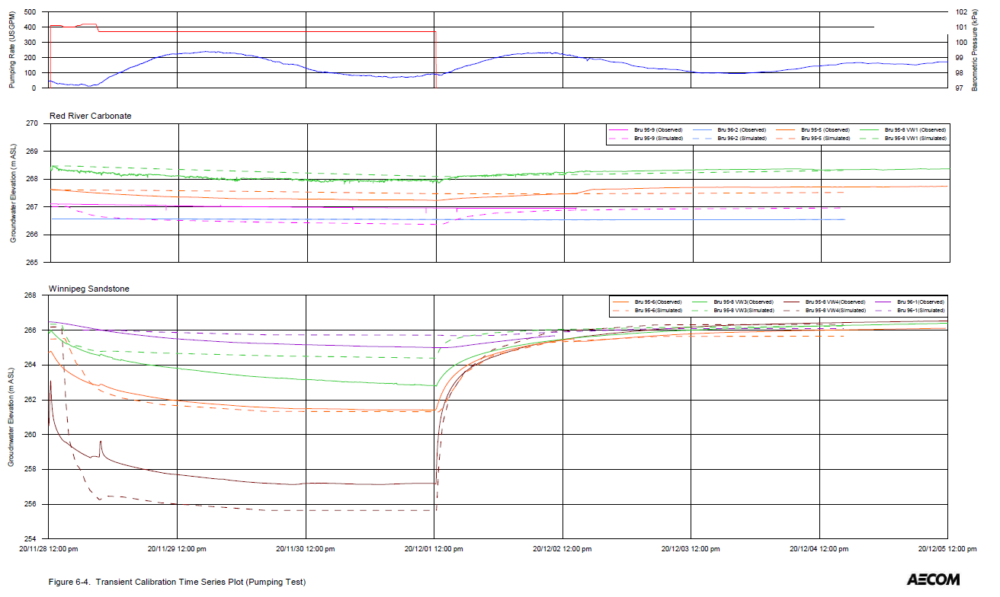 500
400
300
200
100
0
Pumping Rate (USGPM)
102
101
100
99
98
97
Barometric Pressure (kPa)
Red River Carbonate
270
269
268
267
266
265
Groundwater Elevation (m ASL)
Bru 95-9 (Observed) Bru 96-2 (Observed) Bru 95-5 (Observed) Bru 95-8 VW1 (Observed)
Bru 95-9 (Simulated) Bru 96-2 (Simulated) Bru 95-5 (Simulated) Bru 95-8 VW1 (Simulated)
Winnipeg Sandstone
268
266
264
262
260
258
256
254
Groudnwater Elevation (m ASL)
Bru 95-6(Observed) Bru 95-8 VW3(Observed) Bru 95-8 VW4(Observed) Bru 96-1(Observed)
Bru 95-6(Simulated) Bru 95-8 VW3(Simulated) Bru 95-8 VW4(Simulated) Bru 96-1(Simulated)
20/11/28 12:00 pm 20/11/29 12:00 pm 20/11/30 12:00 pm 20/12/01 12:00 pm 20/12/02 12:00 pm 20/12/03 12:00 pm 20/12/04 12:00 pm 20/12/05 12:00 pm
Figure 6-4. Transient Calibration Time Series Plot (Pumping Test)
AECOM